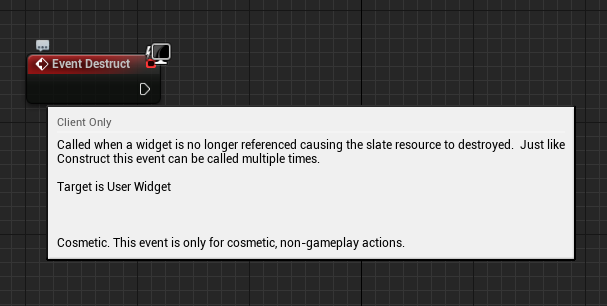 Event Destruct
Client Only
Called when a widget is no longer referenced causing the slate resource to destroyed.  Just like
Construct this event can be called multiple times.
Target is User Widget
Cosmetic. This event is only for cosmetic, non-gameplay actions.